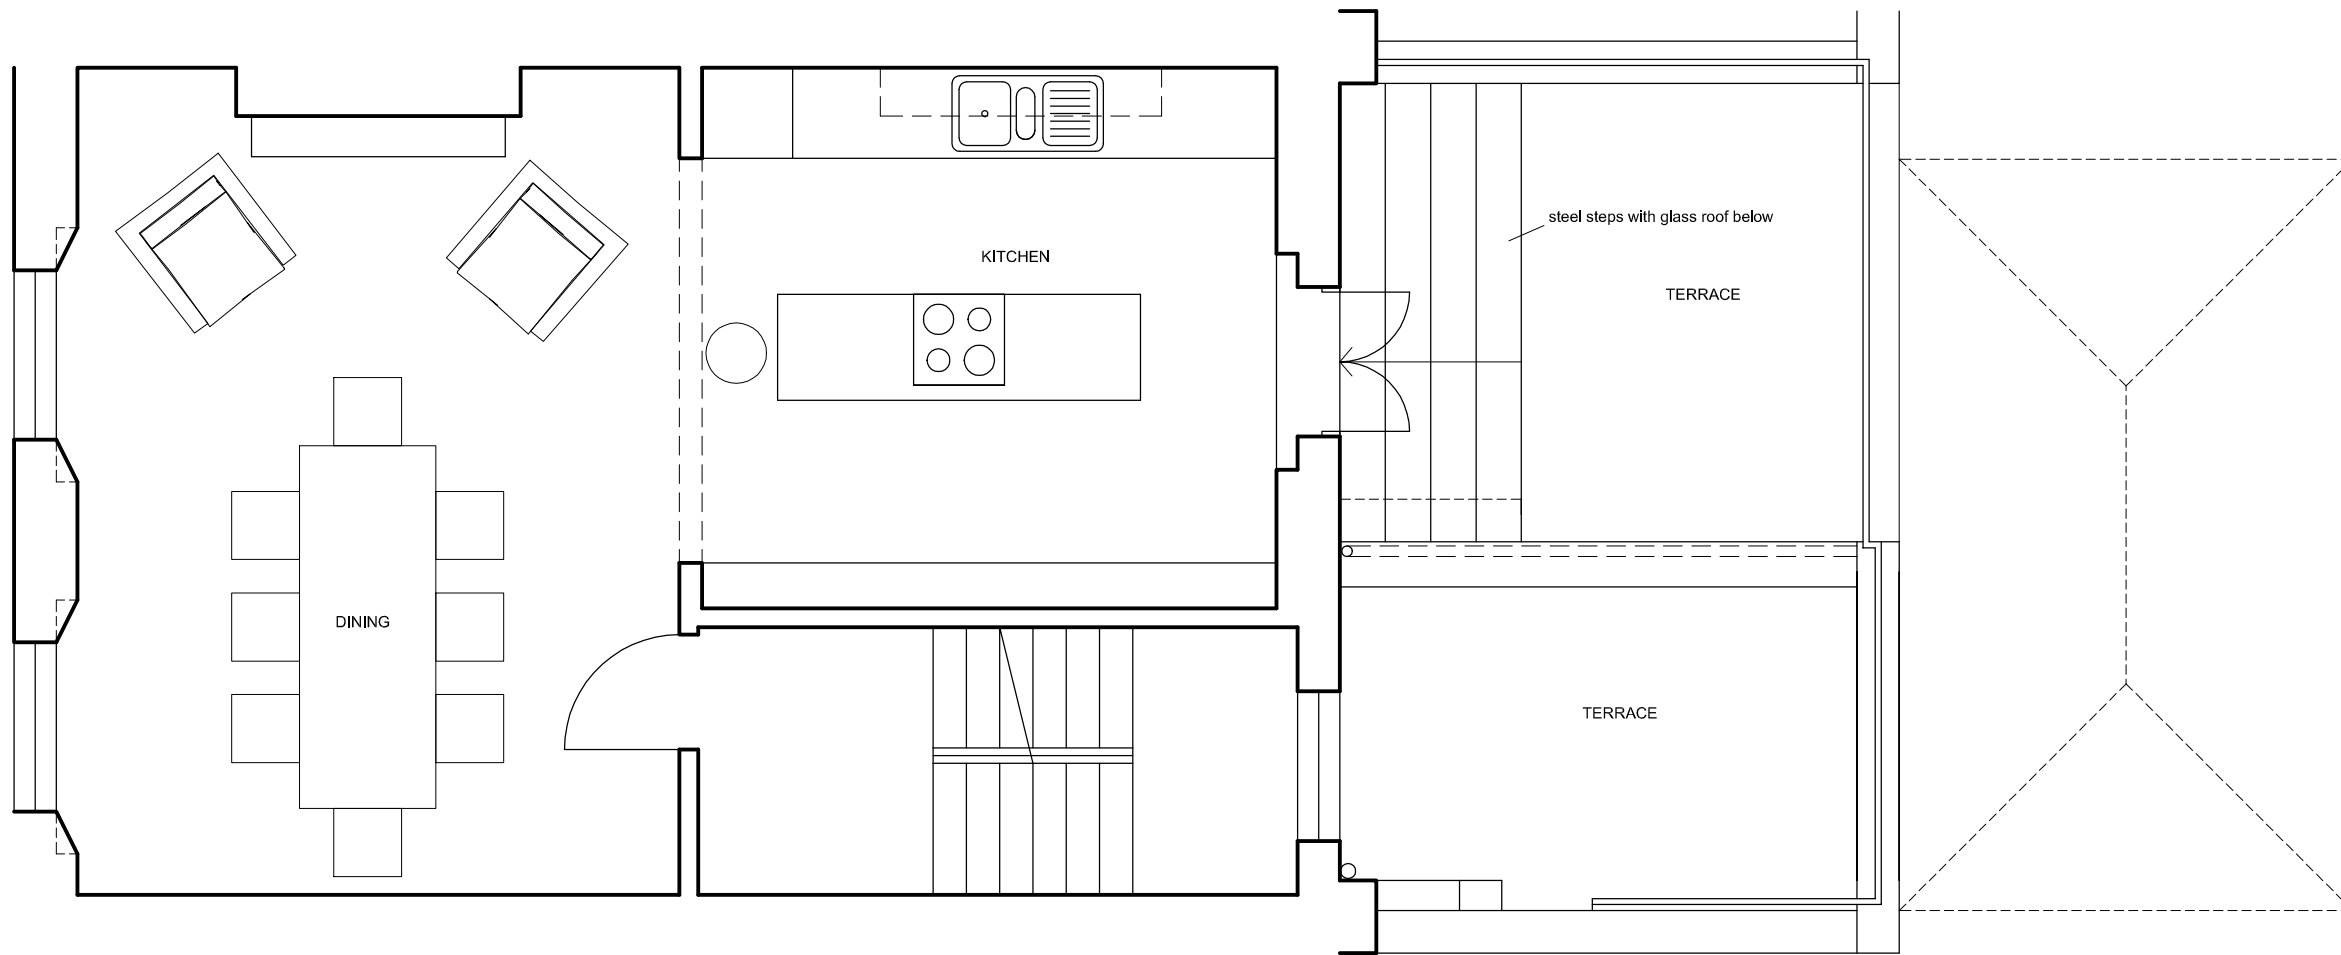 steel steps with glass roof below
KITCHEN
TERRACE
DINING
TERRACE